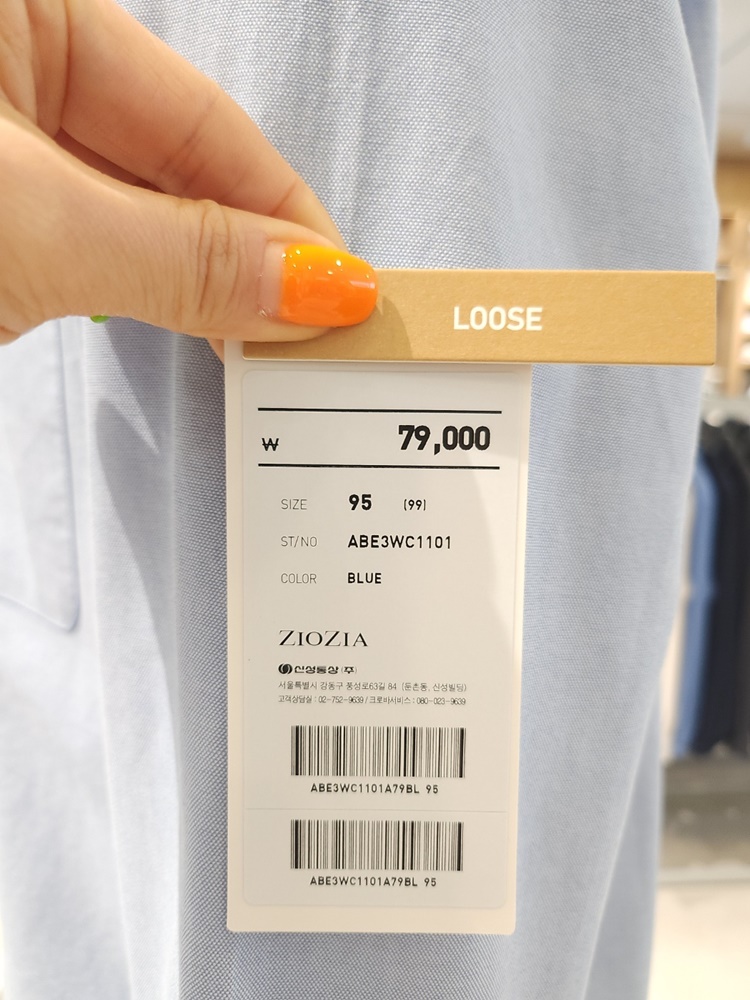 LOOSE
₩ 79,000
SIZE 95 (99)
ST/NO ABE3WC1101
COLOR BLUE
ZIOZIA
신성통상(주)
서울특별시 강동구 풍성로63길 84 (둔촌동, 신성빌딩)
고객상담실 : 02-752-9639 / 크로바서비스 : 080-023-9639
ABE3WC1101A79BL 95
ABE3WC1101A79BL 95